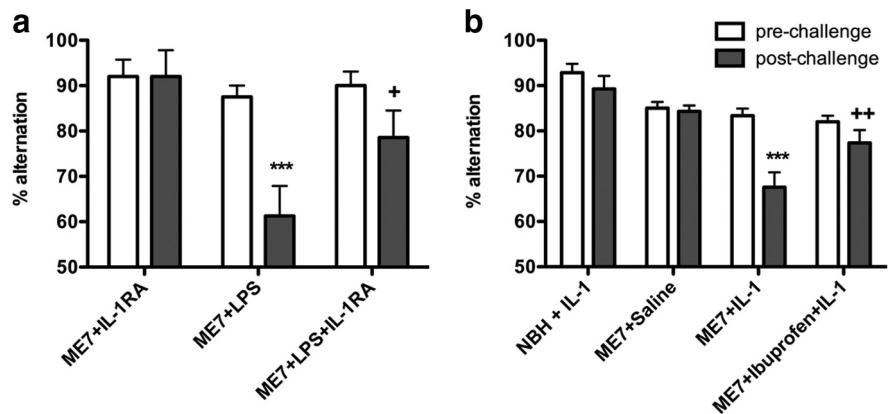 a
100
90
80
70
60
50
% alternation
***
+
ME7+IL-1RA
ME7+LPS
ME7+LPS+IL-1RA
b
100
90
80
70
60
50
% alternation
pre-challenge
post-challenge
***
++
NBH + IL-1
ME7+Saline
ME7+IL-1
ME7+Ibuprofen+IL-1